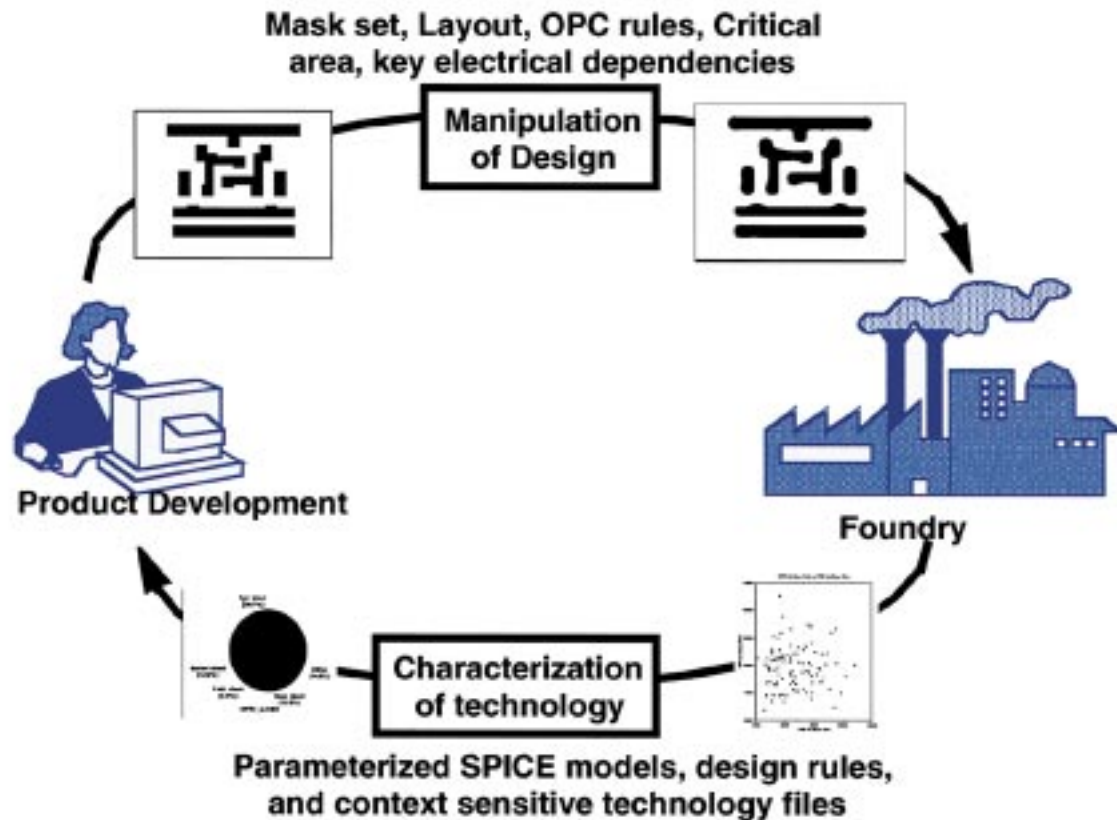 Mask set, Layout, OPC rules, Critical
area, key electrical dependencies
Manipulation
of Design
Product Development
Foundry
Characterization
of technology
Parameterized SPICE models, design rules,
and context sensitive technology files